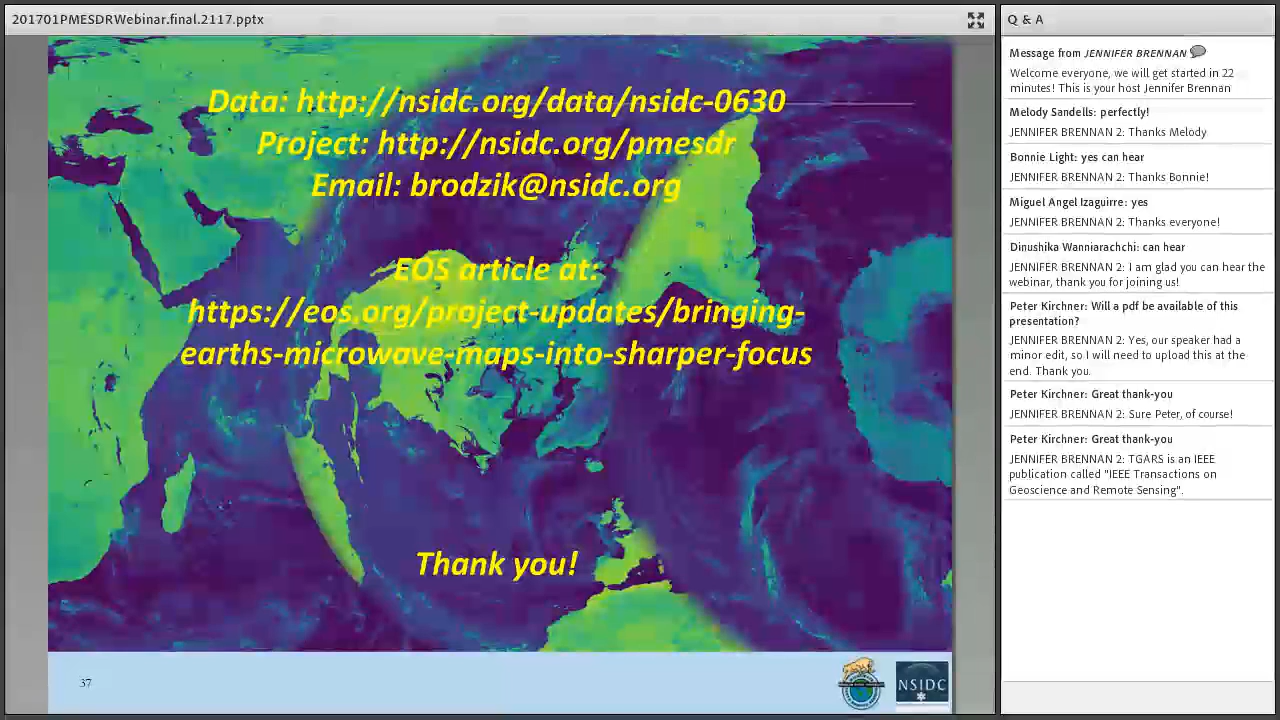 201701PMESDRWebinar.final.2117.pptx
Data: http://nsidc.org/data/nsidc-0630
Project: http://nsidc.org/pmesdr
Email: brodzik@nsidc.org
EOS article at:
https://eos.org/project-updates/bringing-
earths-microwave-maps-into-sharper-focus
Thank you!
37
NSIDC
Q & A
Message from JENNIFER BRENNAN
Welcome everyone, we will get started in 22
minutes! This is your host Jennifer Brennan
Melody Sandells: perfectly!
JENNIFER BRENNAN 2: Thanks Melody
Bonnie Light: yes can hear
JENNIFER BRENNAN 2: Thanks Bonnie!
Miguel Angel Izaguirre: yes
JENNIFER BRENNAN 2: Thanks everyone!
Dinushika Wanniarachchi: can hear
JENNIFER BRENNAN 2: I am glad you can hear the
webinar, thank you for joining us!
Peter Kirchner: Will a pdf be available of this
presentation?
JENNIFER BRENNAN 2: Yes, our speaker had a
minor edit, so I will need to upload this at the
end. Thank you.
Peter Kirchner: Great thank-you
JENNIFER BRENNAN 2: Sure Peter, of course!
Peter Kirchner: Great thank-you
JENNIFER BRENNAN 2: TGARS is an IEEE
publication called "IEEE Transactions on
Geoscience and Remote Sensing".